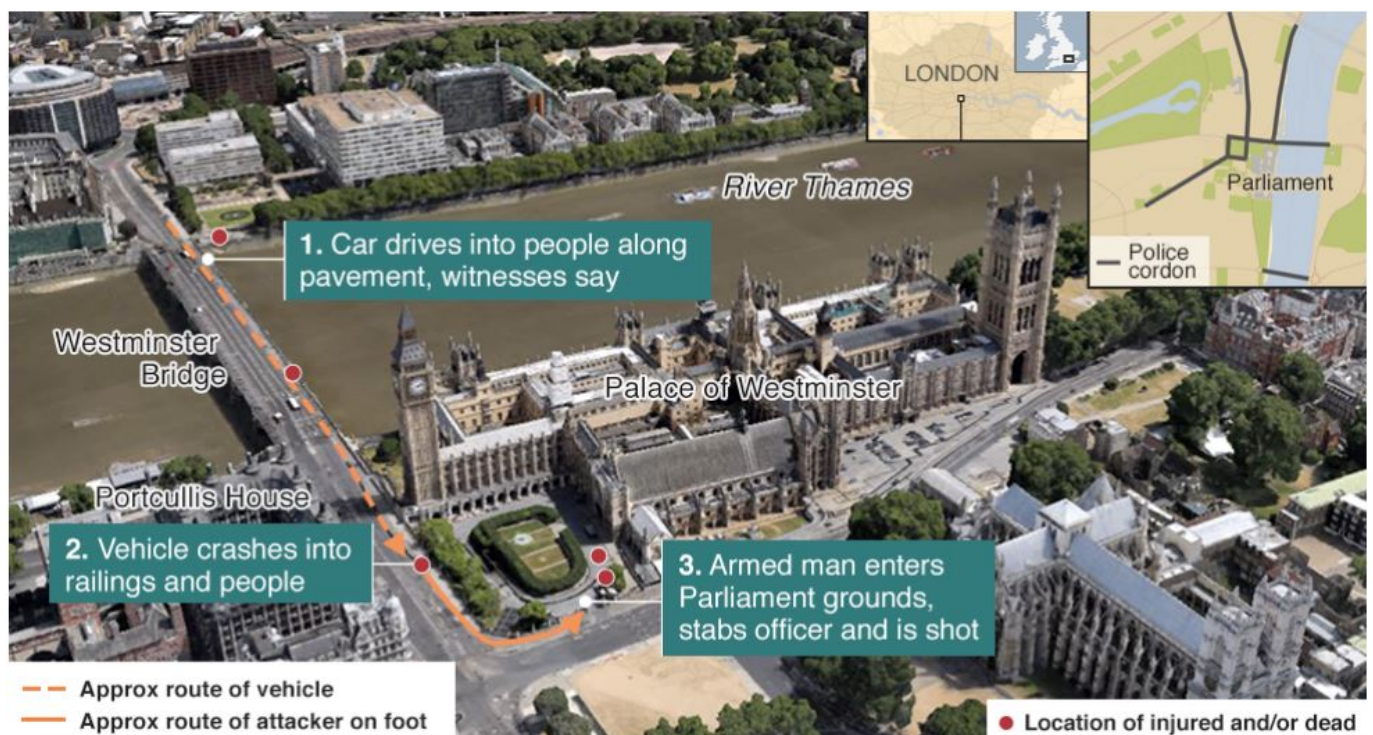 LONDON
Parliament
Police
cordon
River Thames
1. Car drives into people along
pavement, witnesses say
Westminster
Bridge
Palace of Westminster
Portcullis House
2. Vehicle crashes into
railings and people
3. Armed man enters
Parliament grounds,
stabs officer and is shot
Approx route of vehicle
Approx route of attacker on foot
Location of injured and/or dead